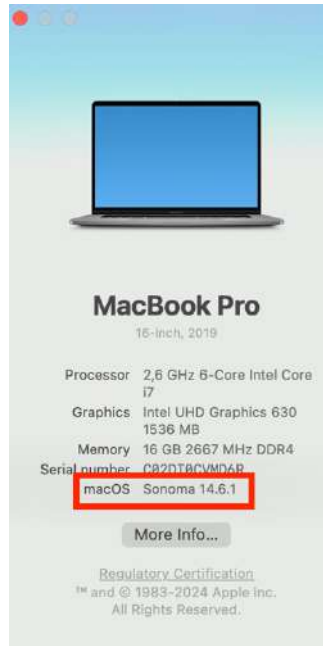 MacBook Pro
16-inch, 2019
Processor 2,6 GHz 6-Core Intel Core
i7
Graphics Intel UHD Graphics 630
1536 MB
Memory 16 GB 2667 MHz DDR4
Serial number
macOS Sonoma 14.6.1
More Info...
Regulatory Certification
™ and © 1983-2024 Apple Inc.
All Rights Reserved.